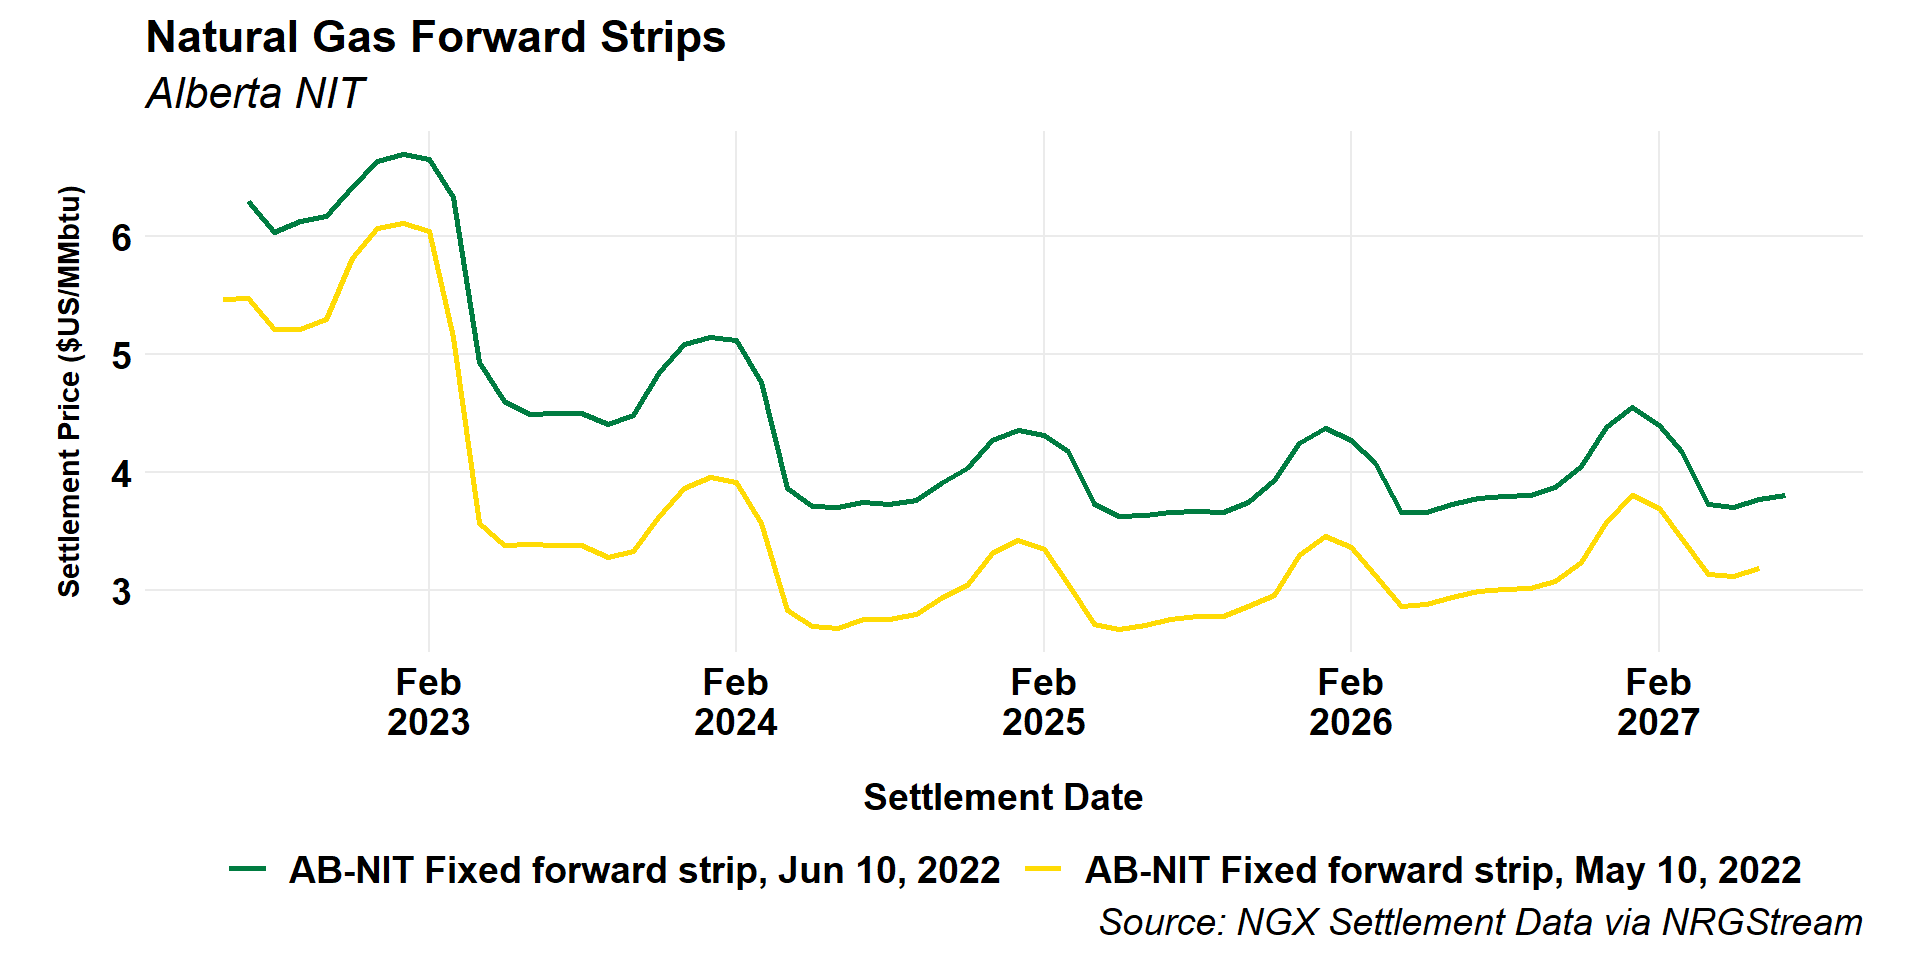 Natural Gas Forward Strips
Alberta NIT
Settlement Price ($US/MMbtu)
6
5
4
3
Feb 2023
Feb 2024
Feb 2025
Feb 2026
Feb 2027
Settlement Date
AB-NIT Fixed forward strip, Jun 10, 2022
AB-NIT Fixed forward strip, May 10, 2022
Source: NGX Settlement Data via NRGStream